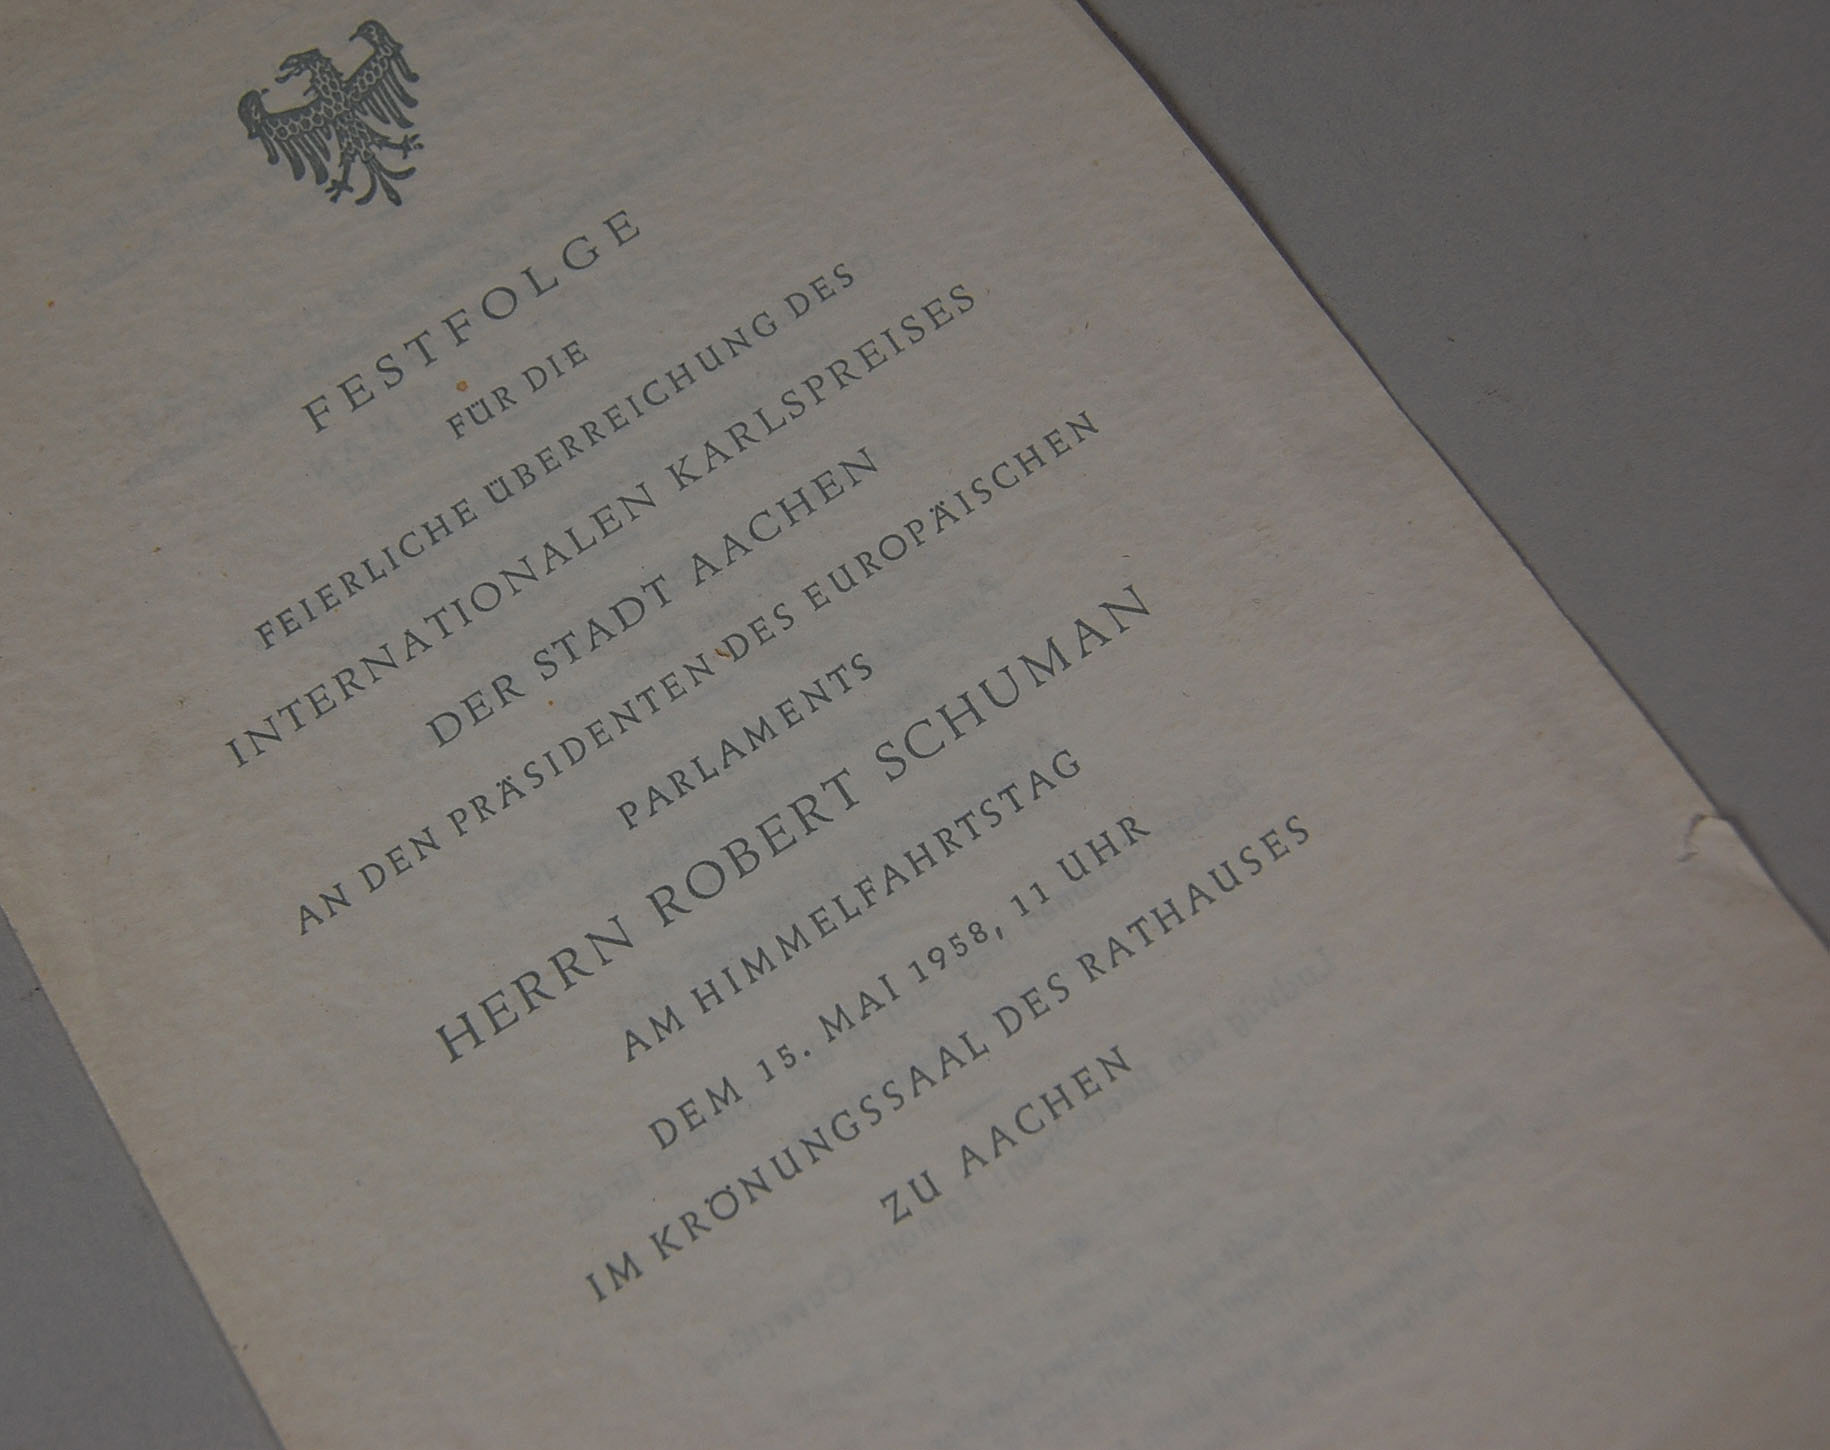 FESTFOLGE
FÜR DIE
FEIERLICHE ÜBERREICHUNG DES
INTERNATIONALEN KARLSPREISES
DER STADT AACHEN
AN DEN PRÄSIDENTEN DES EUROPÄISCHEN
PARLAMENTS
HERRN ROBERT SCHUMAN
AM HIMMELFAHRTSTAG
DEM 15. MAI 1958, 11 UHR
IM KRÖNUNGSSAAL DES RATHAUSES
ZU AACHEN